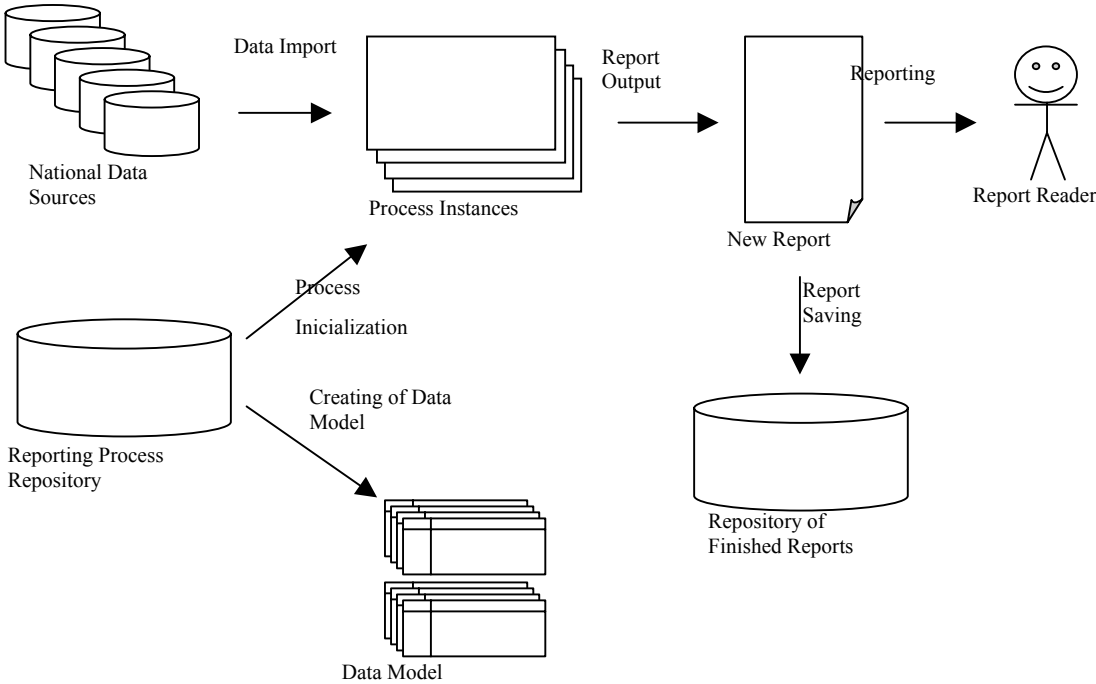 Data Import
Report
Output
Reporting
National Data
Sources
Process Instances
Report Reader
New Report
Process
Inicialization
Report
Saving
Creating of Data
Model
Reporting Process
Repository
Repository of
Finished Reports
Data Model